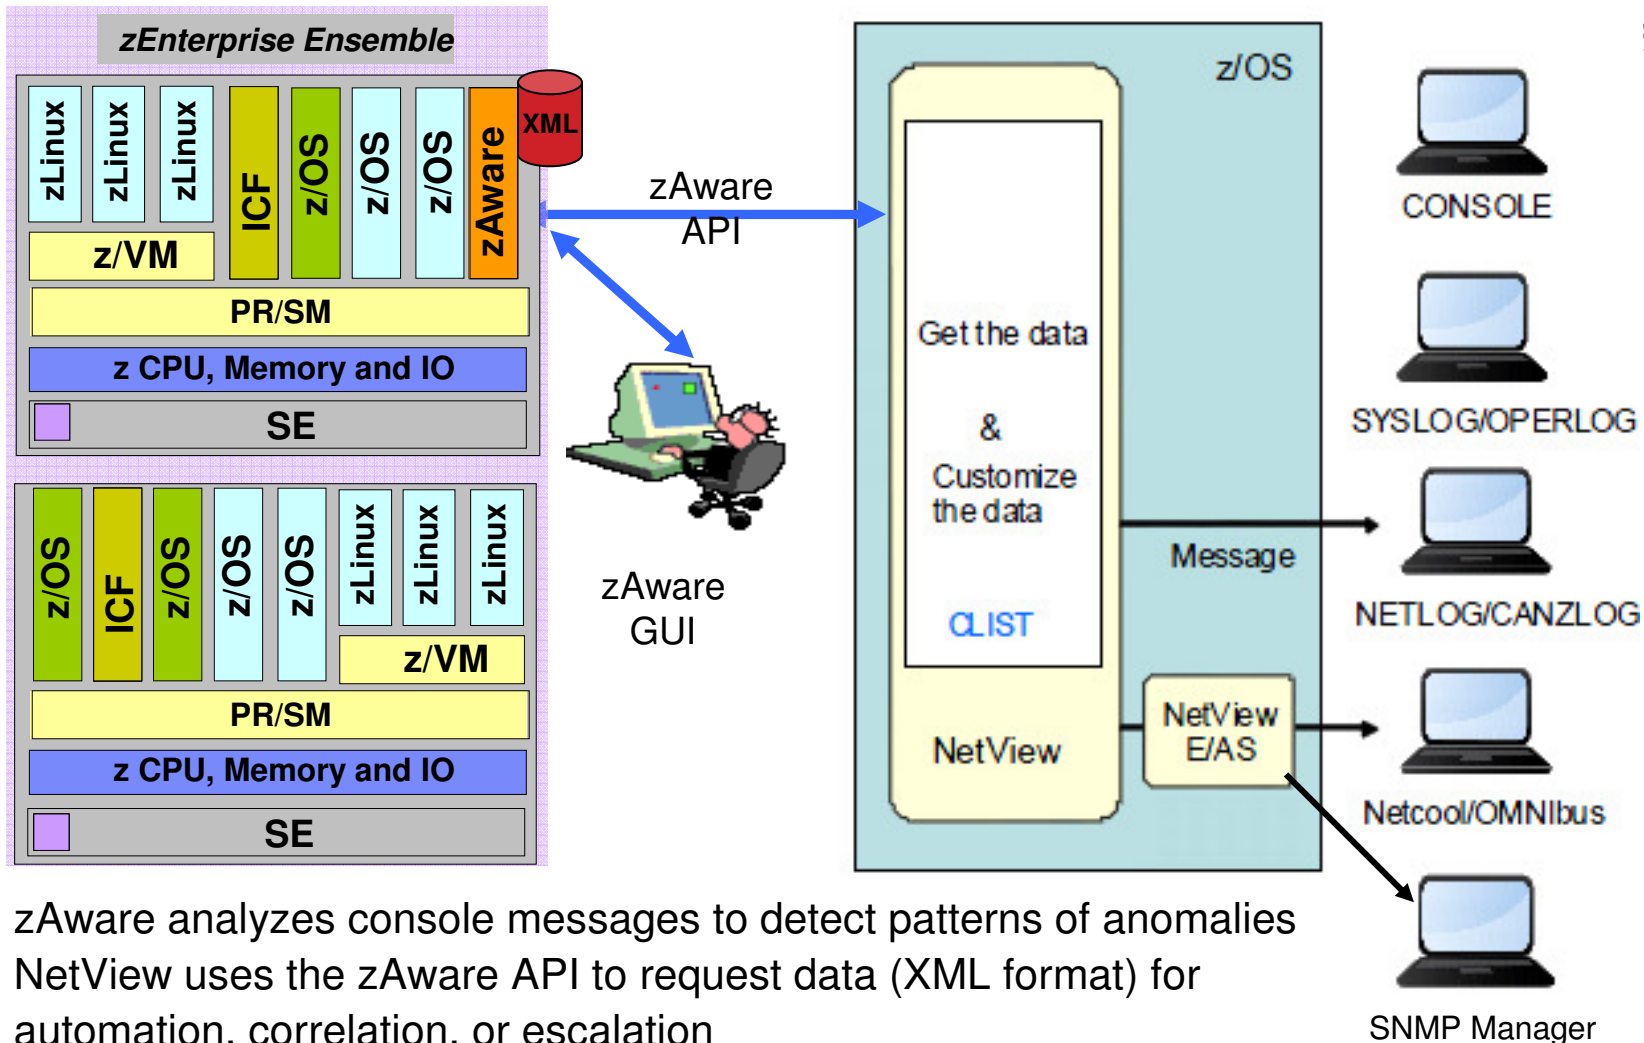 zEnterprise Ensemble
zLinux
zLinux
zLinux
ICF
z/OS
z/OS
z/OS
zAware
XML
z/VM
PR/SM
z CPU, Memory and IO
SE
z/OS
ICF
z/OS
z/OS
z/OS
zLinux
zLinux
zLinux
z/VM
PR/SM
z CPU, Memory and IO
SE
zAware
API
zAware
GUI
z/OS
Get the data
&
Customize
the data
CLIST
NetView
Message
NetView
E/AS
CONSOLE
SYSLOG/OPERLOG
NETLOG/CANZLOG
Netcool/OMNIbus
SNMP Manager
zAware analyzes console messages to detect patterns of anomalies
NetView uses the zAware API to request data (XML format) for
automation, correlation, or escalation